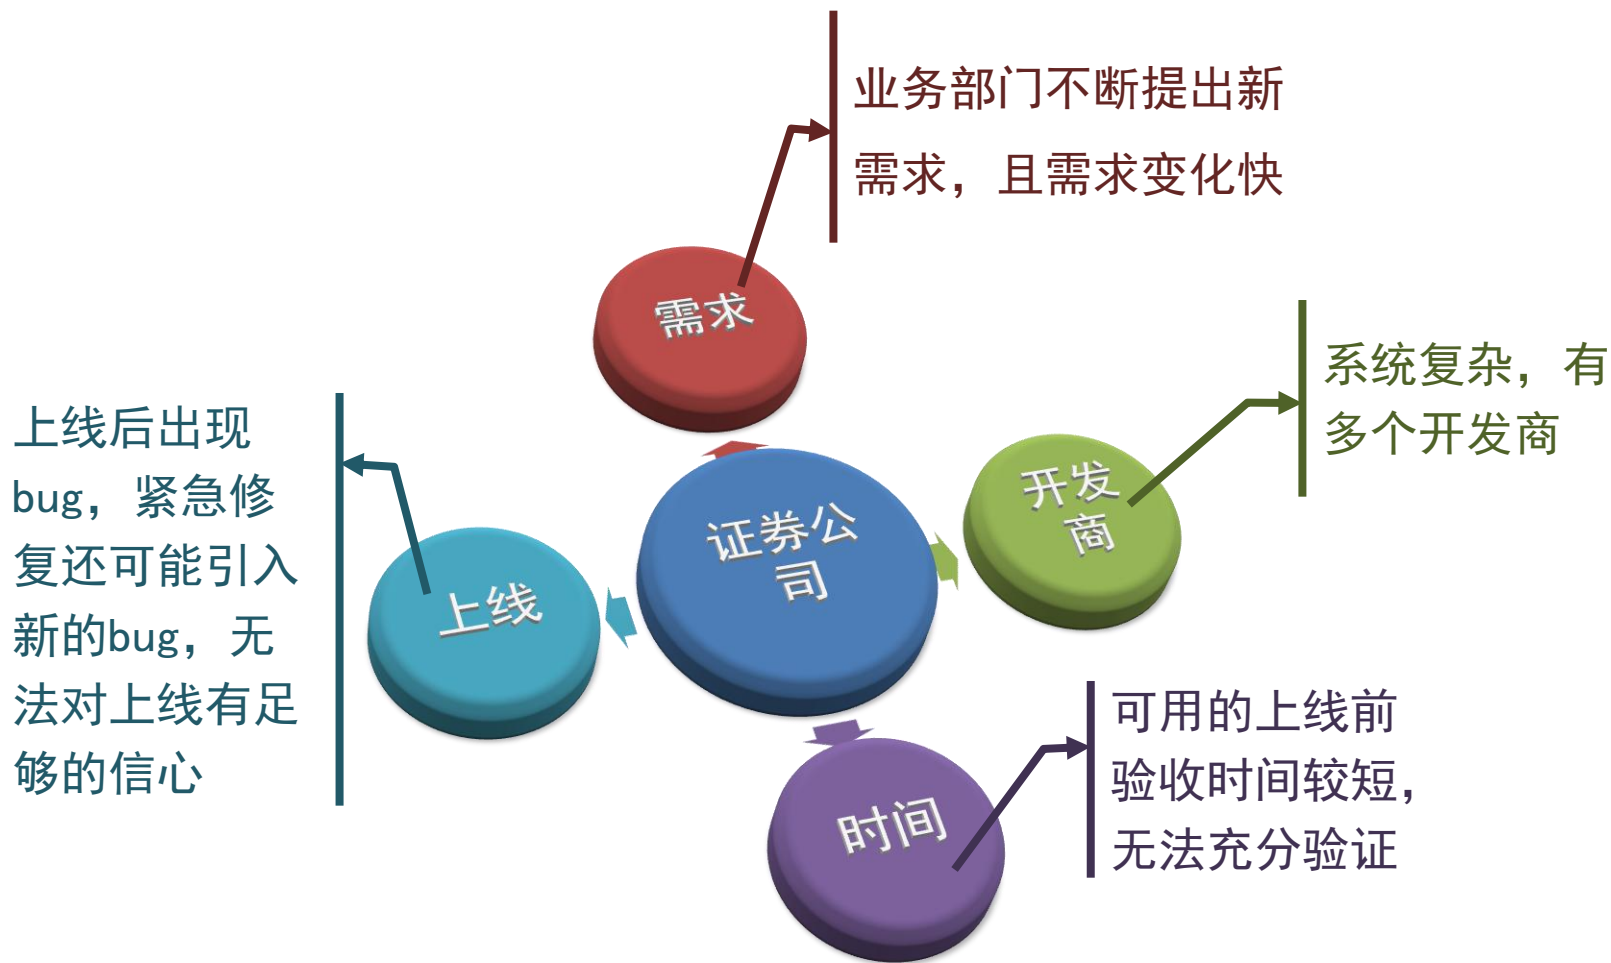 业务部门不断提出新
需求，且需求变化快
需求
系统复杂，有
多个开发商
开发
商
证券公
司
上线后出现
bug，紧急修
复还可能引入
新的bug，无
法对上线有足
够的信心
上线
可用的上线前
验收时间较短，
无法充分验证
时间